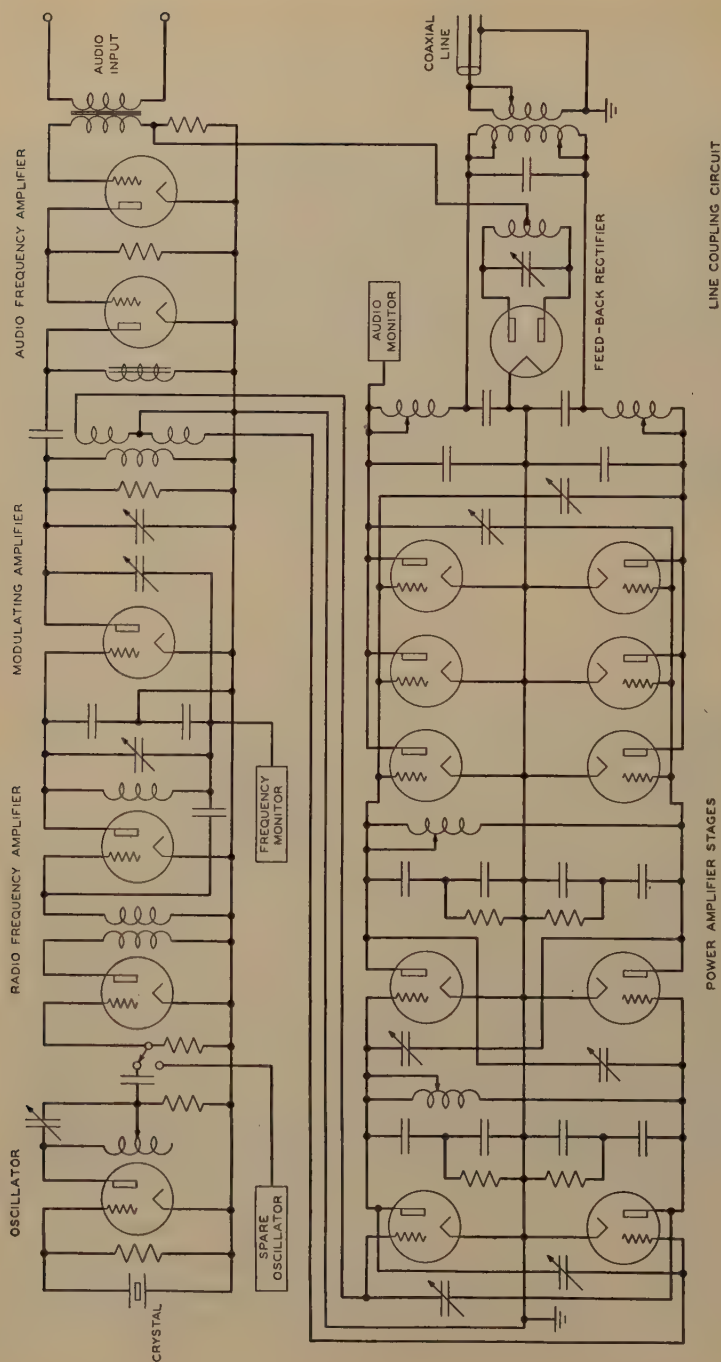 OSCILLATOR
RADIO FREQUENCY AMPLIFIER
MODULATING AMPLIFIER
AUDIO FREQUENCY AMPLIFIER
AUDIO
INPUT
CRYSTAL
SPARE
OSCILLATOR
FREQUENCY
MONITOR
AUDIO
MONITOR
COAXIAL
LINE
FEED-BACK RECTIFIER
POWER AMPLIFIER STAGES
LINE COUPLING CIRCUIT